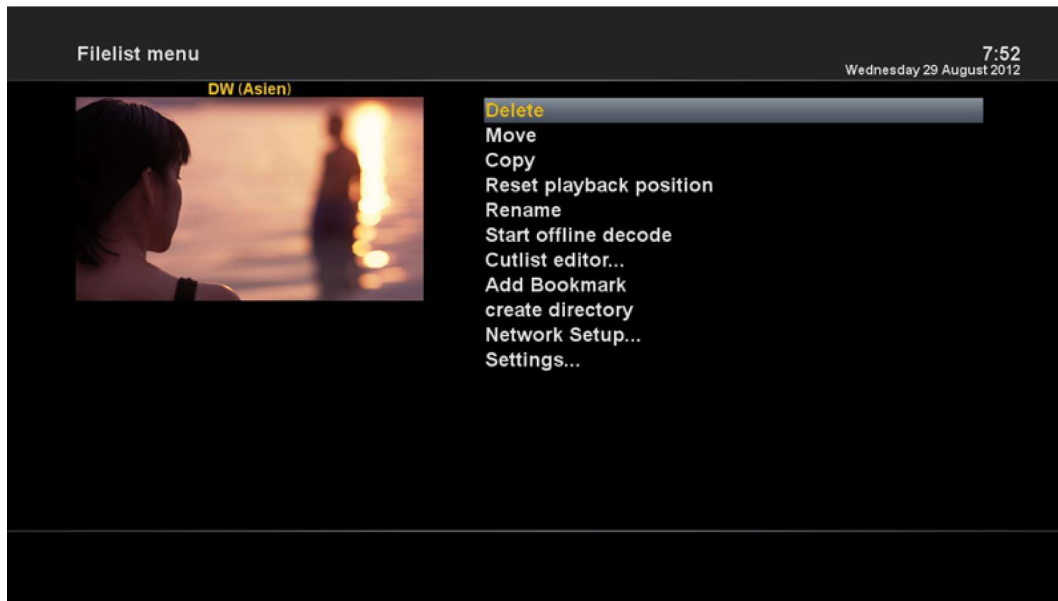 Filelist menu
7:52
Wednesday 29 August 2012
DW (Asien)
Delete
Move
Copy
Reset playback position
Rename
Start offline decode
Cutlist editor...
Add Bookmark
create directory
Network Setup...
Settings...